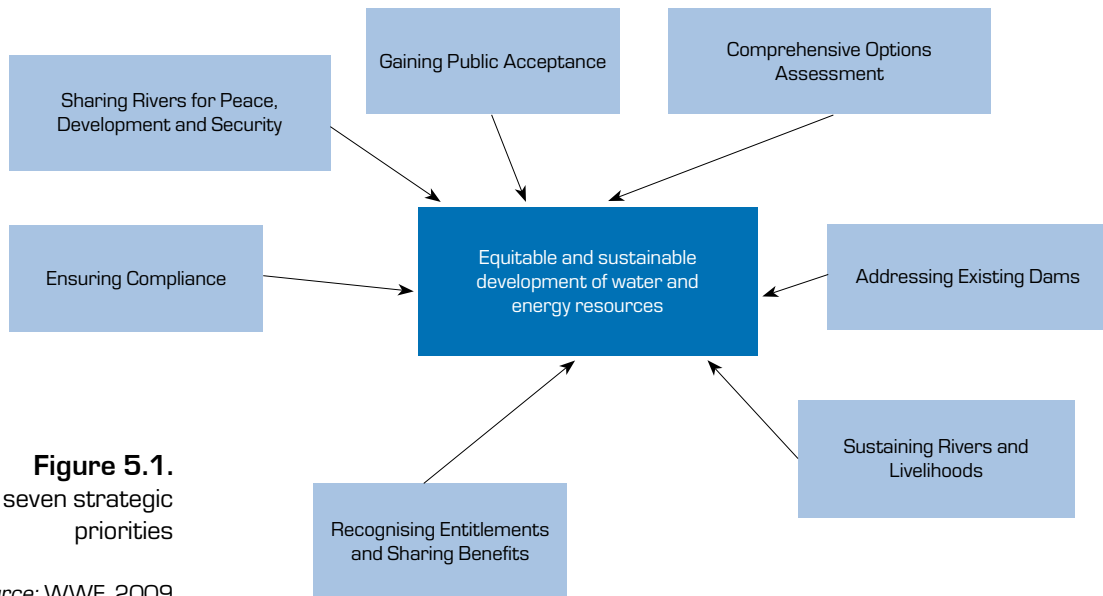 Gaining Public Acceptance
Comprehensive Options
Assessment
Sharing Rivers for Peace,
Development and Security
Equitable and sustainable
development of water and
energy resources
Ensuring Compliance
Addressing Existing Dams
Sustaining Rivers and
Livelihoods
Recognising Entitlements
and Sharing Benefits
Figure 5.1.
seven strategic
priorities
WWF, 2009